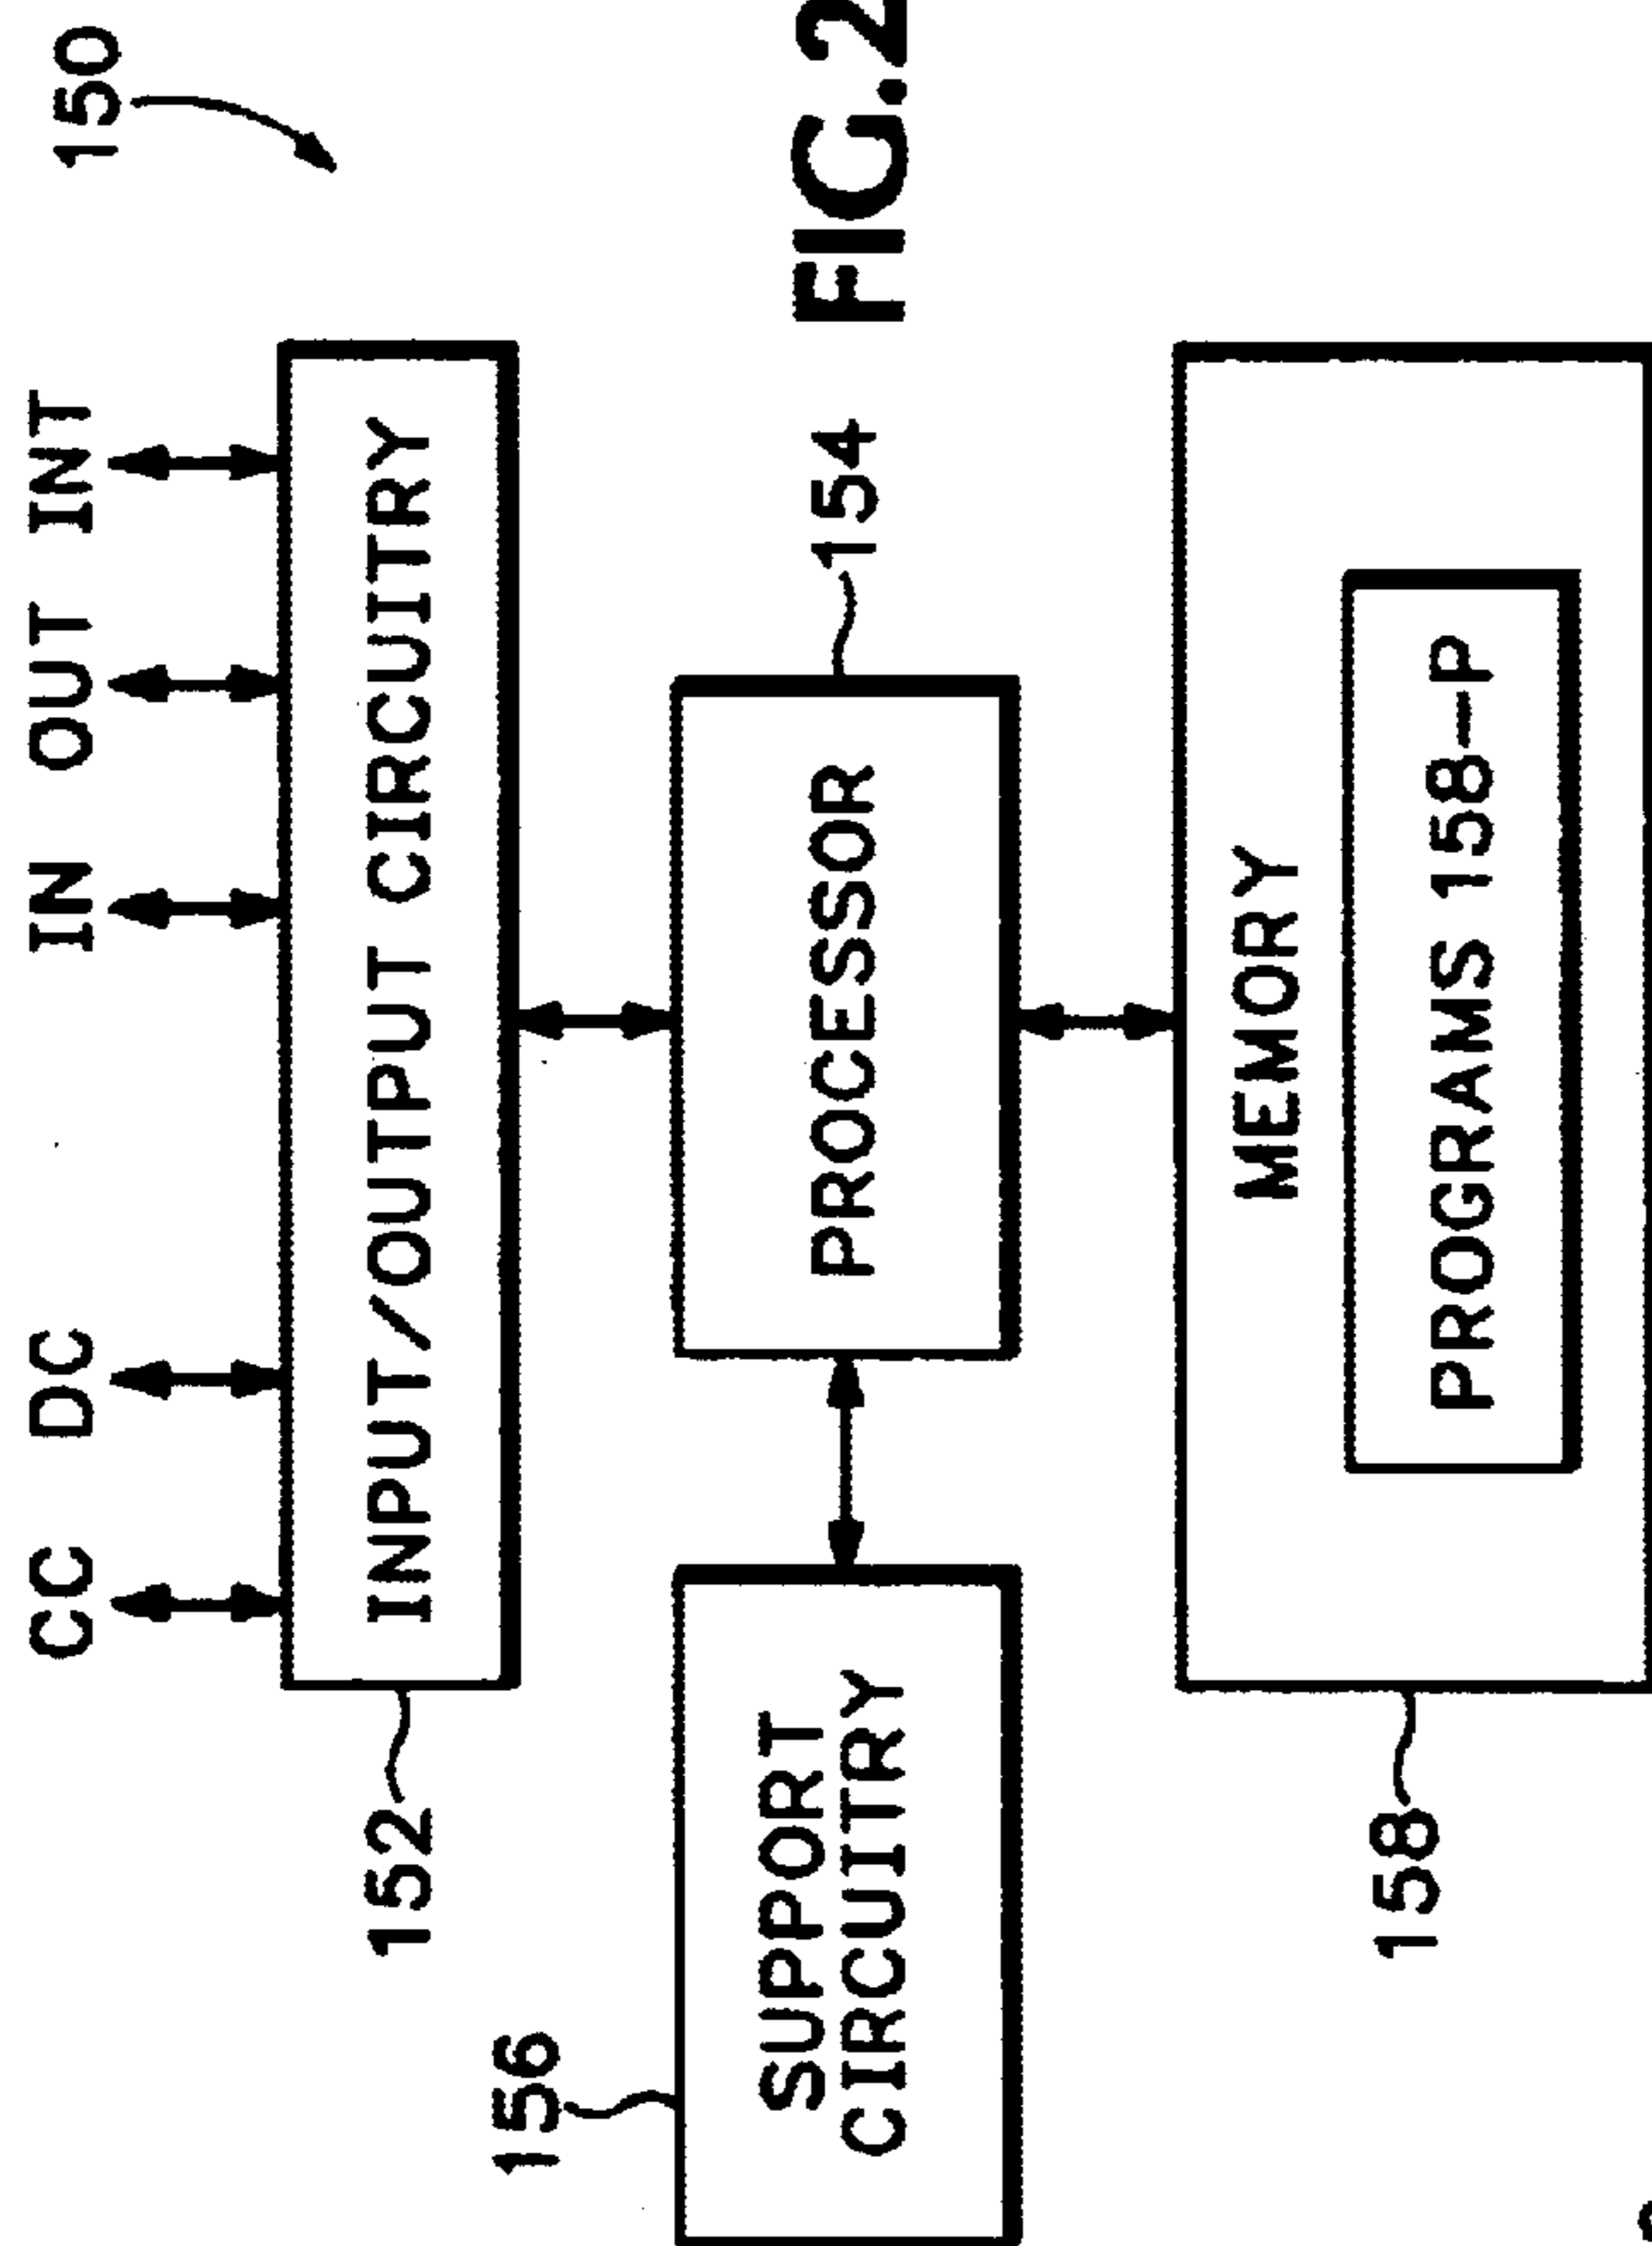 150
CC DC IN OUT INT
INPUT/OUTPUT CIRCUITRY
152
156
SUPPORT
CIRCUITRY
PROCESSOR
154
FIG.2
MEMORY
158
PROGRAMS 158-P